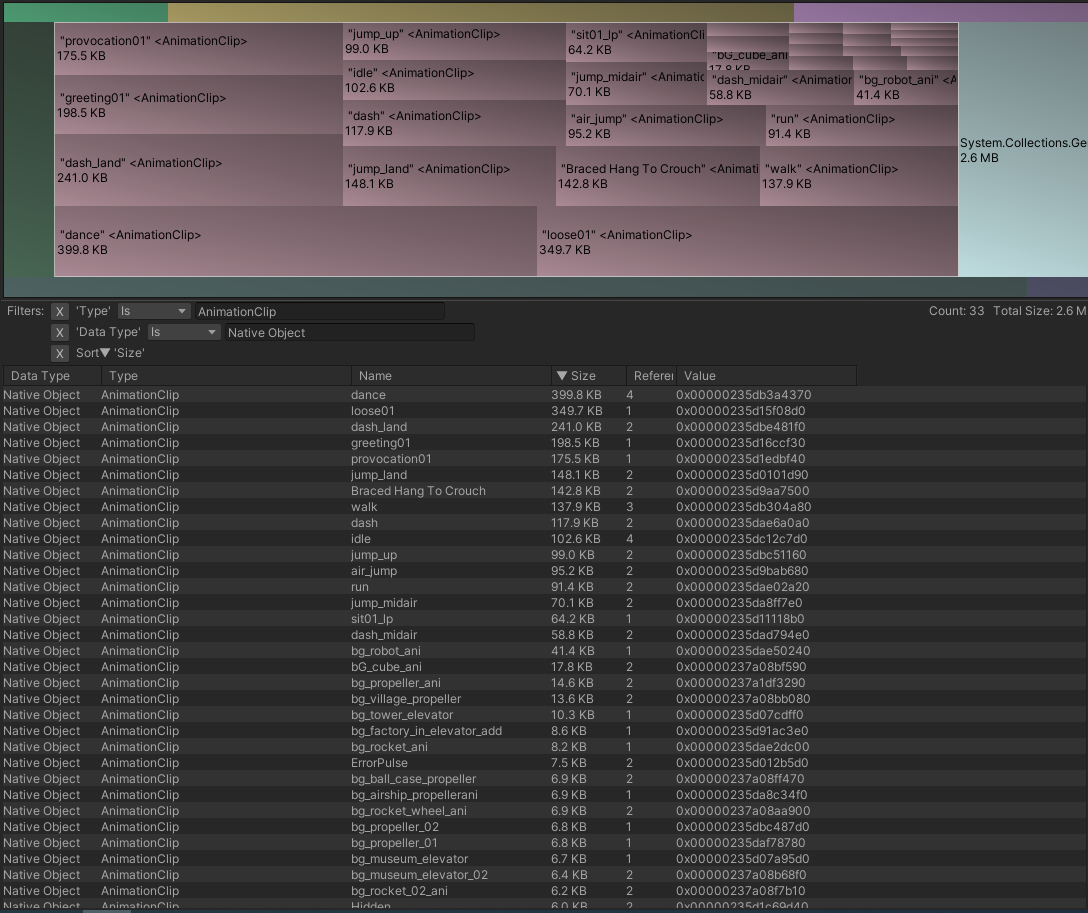 "provocation01" <AnimationClip>
175.5 KB
"greeting01" <AnimationClip>
198.5 KB
"dash_land" <AnimationClip>
241.0 KB
"dance" <AnimationClip>
399.8 KB
"jump_up" <AnimationClip>
99.0 KB
"idle" <AnimationClip>
102.6 KB
"dash" <AnimationClip>
117.9 KB
"jump_land" <AnimationClip>
148.1 KB
"loose01" <AnimationClip>
349.7 KB
"sit01_lp" <AnimationCli
64.2 KB
"jump_midair" <Animatic
70.1 KB
"air_jump" <AnimationClip>
95.2 KB
"Braced Hang To Crouch" <Animati
142.8 KB
"bG_cube_ani
17.8 KB
"dash_midair" <Animation
58.8 KB
"bg_robot_ani" <A
41.4 KB
"run" <AnimationClip>
91.4 KB
"walk" <AnimationClip>
137.9 KB
System.Collections.Ge
2.6 MB
Filters: X 'Type' Is AnimationClip Count: 33 Total Size: 2.6 M
X 'Data Type' Is Native Object
X Sort▼ 'Size'
Data Type Type Name ▼ Size Referen Value
Native Object AnimationClip dance 399.8 KB 4 0x00000235db3a4370
Native Object AnimationClip loose01 349.7 KB 1 0x00000235d15f08d0
Native Object AnimationClip dash_land 241.0 KB 2 0x00000235dbe481f0
Native Object AnimationClip greeting01 198.5 KB 1 0x00000235d16ccf30
Native Object AnimationClip provocation01 175.5 KB 1 0x00000235d1edbf40
Native Object AnimationClip jump_land 148.1 KB 2 0x00000235d0101d90
Native Object AnimationClip Braced Hang To Crouch 142.8 KB 2 0x00000235d9aa7500
Native Object AnimationClip walk 137.9 KB 3 0x00000235db304a80
Native Object AnimationClip dash 117.9 KB 2 0x00000235dae6a0a0
Native Object AnimationClip idle 102.6 KB 4 0x00000235dc12c7d0
Native Object AnimationClip jump_up 99.0 KB 2 0x00000235dbc51160
Native Object AnimationClip air_jump 95.2 KB 2 0x00000235d9bab680
Native Object AnimationClip run 91.4 KB 2 0x00000235dae02a20
Native Object AnimationClip jump_midair 70.1 KB 2 0x00000235da8ff7e0
Native Object AnimationClip sit01_lp 64.2 KB 1 0x00000235d11118b0
Native Object AnimationClip dash_midair 58.8 KB 2 0x00000235dad794e0
Native Object AnimationClip bg_robot_ani 41.4 KB 1 0x00000235dae50240
Native Object AnimationClip bG_cube_ani 17.8 KB 2 0x00000237a08bf590
Native Object AnimationClip bg_propeller_ani 14.6 KB 2 0x00000237a1df3290
Native Object AnimationClip bg_village_propeller 13.6 KB 2 0x00000237a08bb080
Native Object AnimationClip bg_tower_elevator 10.3 KB 1 0x00000235d07cdff0
Native Object AnimationClip bg_factory_in_elevator_add 8.6 KB 1 0x00000235d91ac3e0
Native Object AnimationClip bg_rocket_ani 8.2 KB 1 0x00000235dae2dc00
Native Object AnimationClip ErrorPulse 7.5 KB 2 0x00000235d012b5d0
Native Object AnimationClip bg_ball_case_propeller 6.9 KB 2 0x00000237a08ff470
Native Object AnimationClip bg_airship_propellerani 6.9 KB 1 0x00000235da8c34f0
Native Object AnimationClip bg_rocket_wheel_ani 6.9 KB 2 0x00000237a08aa900
Native Object AnimationClip bg_propeller_02 6.8 KB 1 0x00000235dbc487d0
Native Object AnimationClip bg_propeller_01 6.8 KB 1 0x00000235daf78780
Native Object AnimationClip bg_museum_elevator 6.7 KB 1 0x00000235d07a95d0
Native Object AnimationClip bg_museum_elevator_02 6.4 KB 2 0x00000237a08b68f0
Native Object AnimationClip bg_rocket_02_ani 6.2 KB 2 0x00000237a08f7b10
Native Object AnimationClip Hidden 6.0 KB 2 0x00000235d1c69d40